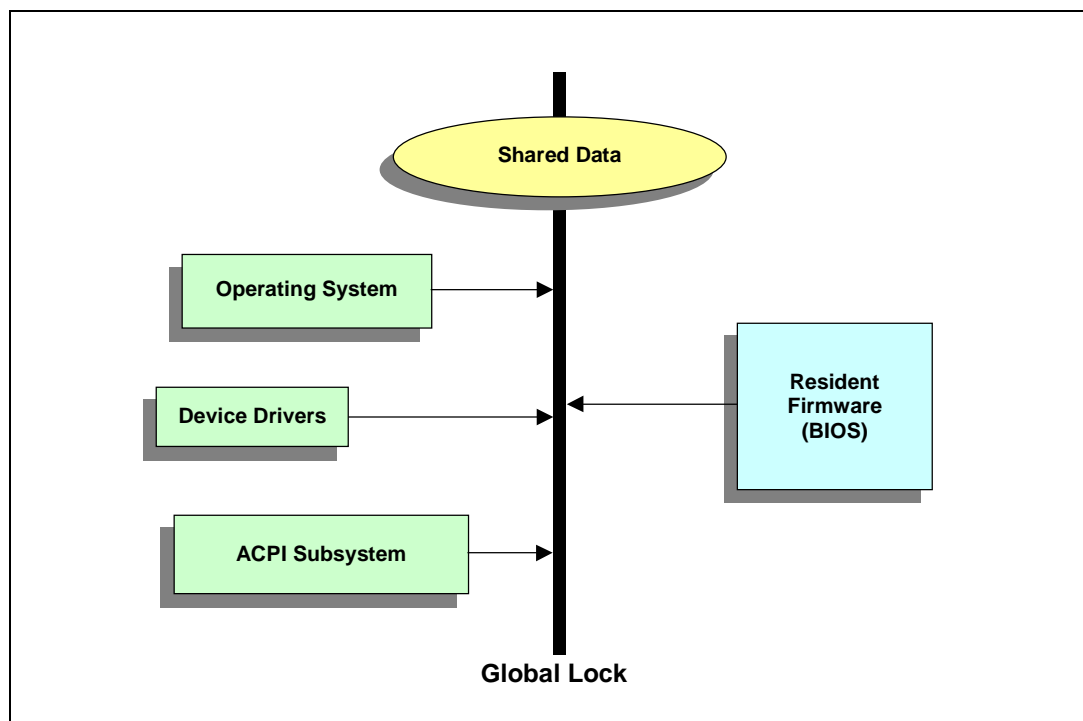 Shared Data
Operating System
Device Drivers
Resident
Firmware
(BIOS)
ACPI Subsystem
Global Lock